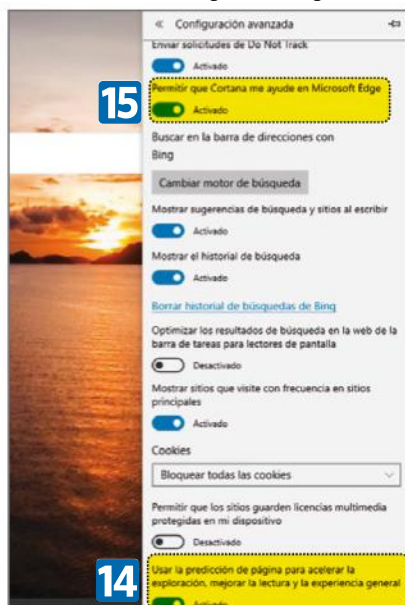 « Configuración avanzada
Enviar solicitudes de Do Not Track
Activado
15
Permitir que Cortana me ayude en Microsoft Edge
Activado
Buscar en la barra de direcciones con
Bing
Cambiar motor de búsqueda
Mostrar sugerencias de búsqueda y sitios al escribir
Activado
Mostrar el historial de búsqueda
Activado
Borrar historial de búsquedas de Bing
Optimizar los resultados de búsqueda en la web de la
barra de tareas para lectores de pantalla
Desactivado
Mostrar sitios que visite con frecuencia en sitios
principales
Activado
Cookies
Bloquear todas las cookies
Permitir que los sitios guarden licencias multimedia
protegidas en mi dispositivo
Desactivado
14
Usar la predicción de página para acelerar la
exploración, mejorar la lectura y la experiencia general
Activado